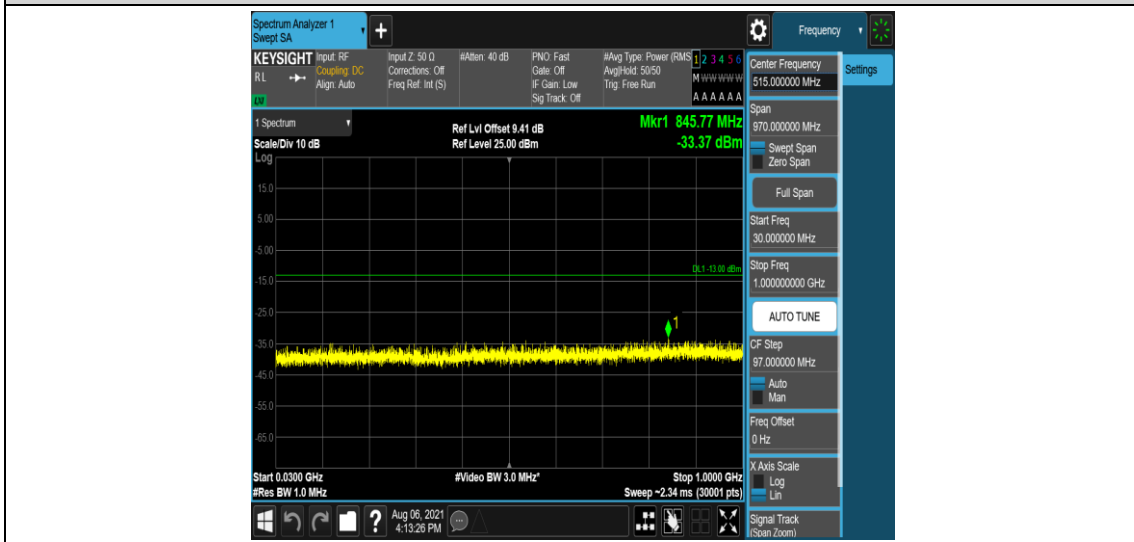 Spectrum Analyzer 1
Swept SA
Frequency
KEYSIGHT
RL
LXI
Input: RF
Coupling: DC
Align: Auto
Input Z: 50 Ω
Corrections: Off
Freq Ref: Int (S)
#Atten: 40 dB
PNO: Fast
Gate: Off
IF Gain: Low
Sig Track: Off
#Avg Type: Power (RMS
Avg|Hold: 50/50
Trig: Free Run
1 2 3 4 5 6
M W W W W W
A A A A A A
Center Frequency
515.000000 MHz
Settings
1 Spectrum
Scale/Div 10 dB
Log
Ref Lvl Offset 9.41 dB
Ref Level 25.00 dBm
Mkr1 845.77 MHz
-33.37 dBm
15.0
5.00
-5.00
-15.0
-25.0
-35.0
-45.0
-55.0
-65.0
DL1 -13.00 dBm
1
Start 0.0300 GHz
#Res BW 1.0 MHz
#Video BW 3.0 MHz*
Stop 1.0000 GHz
Sweep ~2.34 ms (30001 pts)
Span
970.000000 MHz
Swept Span
Zero Span
Full Span
Start Freq
30.000000 MHz
Stop Freq
1.000000000 GHz
AUTO TUNE
CF Step
97.000000 MHz
Auto
Man
Freq Offset
0 Hz
X Axis Scale
Log
Lin
Signal Track
(Span Zoom)
?
Aug 06, 2021
4:13:26 PM